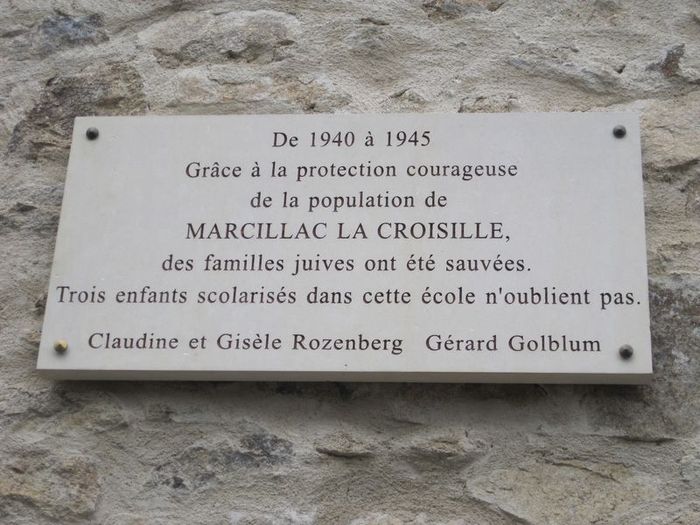 De 1940 à 1945
Grâce à la protection courageuse
de la population de
MARCILLAC LA CROISILLE,
des familles juives ont été sauvées.
Trois enfants scolarisés dans cette école n'oublient pas.
Claudine et Gisèle Rozenberg Gérard Golblum